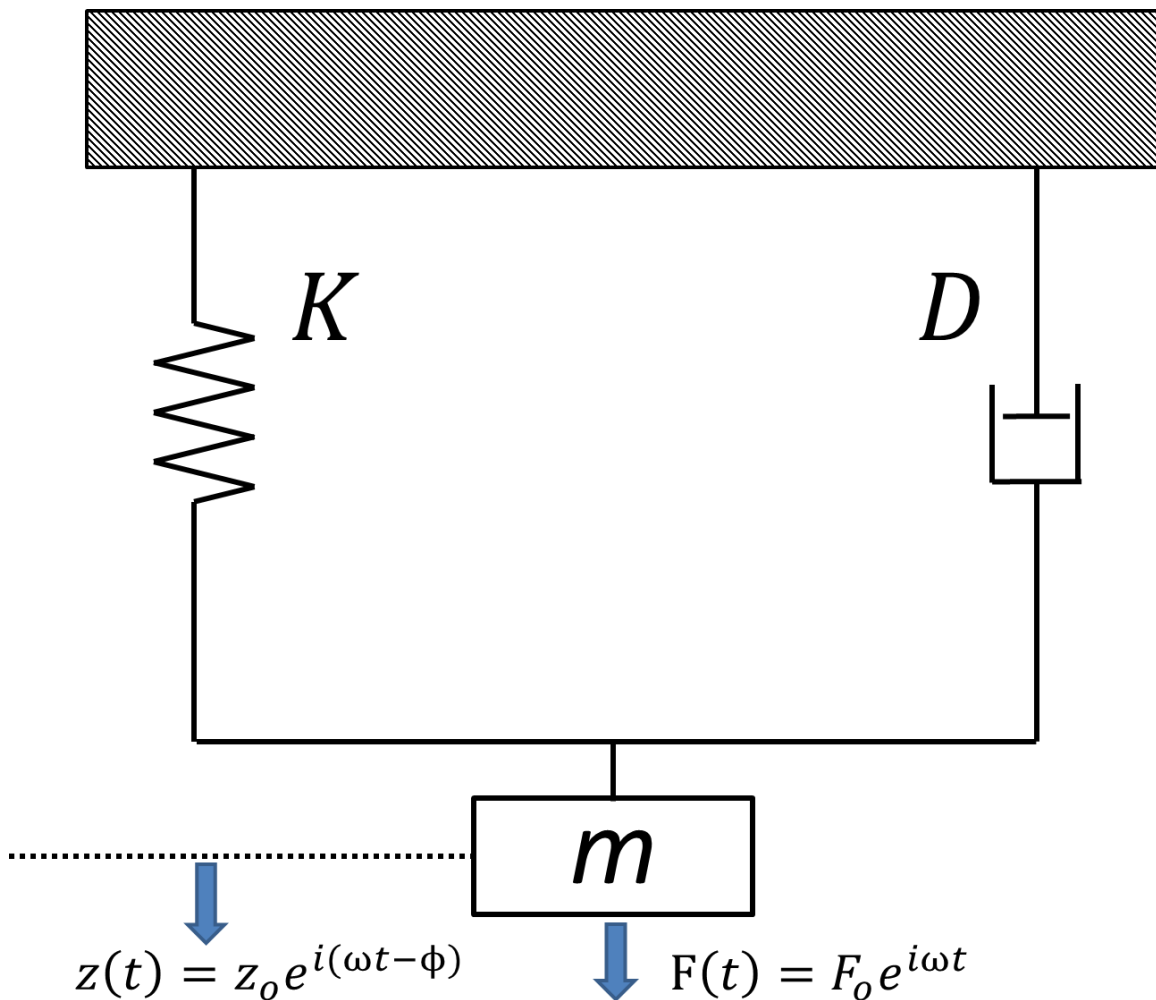 K
D
m
z(t) = z_o e^{i(ωt−ϕ)}
F(t) = F_o e^{iωt}